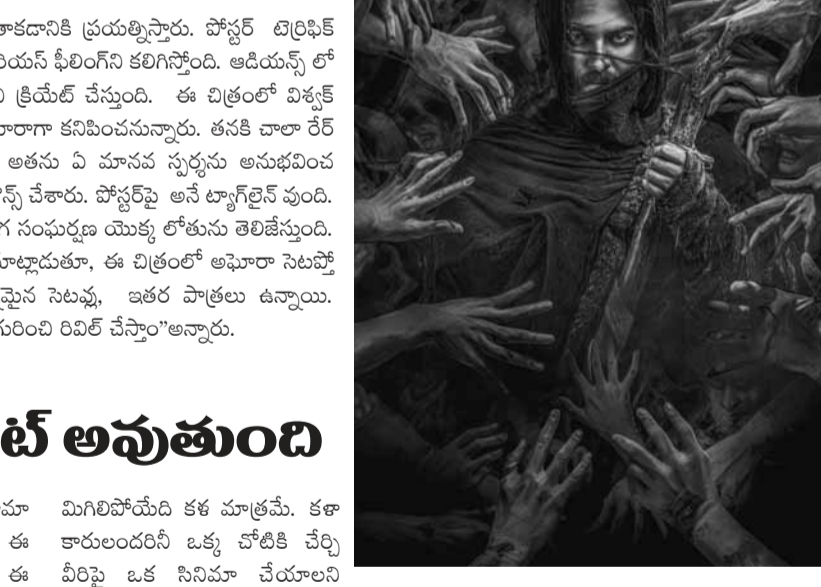 తాకడానికి ప్రయత్నిస్తారు. పోస్టర్ టెర్రిఫిక్
రియస్ ఫీలింగ్‌ని కలిగిస్తోంది. ఆడియన్స్ లో
క్రియేట్ చేస్తుంది. ఈ చిత్రంలో విశ్వక్
కనిపించనున్నారు. తనకి చాలా రేర్
అతను ఏ మానవ స్పర్శను అనుభవించ
చేశారు. పోస్టర్‌పై అనే ట్యాగ్‌లైన్ వుంది.
సంఘర్షణ యొక్క లోతును తెలిజేస్తుంది.
ఈ చిత్రంలో అఘోరా సెటప్తో
సెటవ్లు, ఇతర పాత్రలు ఉన్నాయి.
గురించి రివిల్ చేస్తాం”అన్నారు.
అవుతుంది
మా
ఈ
ఈ
మిగిలిపోయేది కళ మాత్రమే. కళా
కారులందరినీ ఒక్క చోటికి చేర్చి
వీరిపై ఒక సినిమా చేయాలని